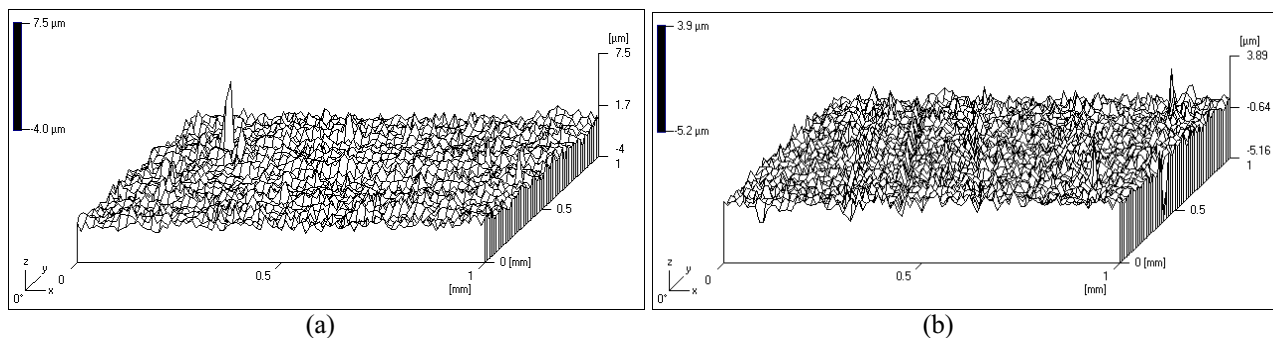 7.5 µm
-4.0 µm
[µm]
7.5
1.7
-4
1
0.5
0 [mm]
0
0.5
1
[mm]
z
y
x
0°
(a)
3.9 µm
-5.2 µm
[µm]
3.89
-0.64
-5.16
1
0.5
0 [mm]
0
0.5
1
[mm]
z
y
x
0°
(b)